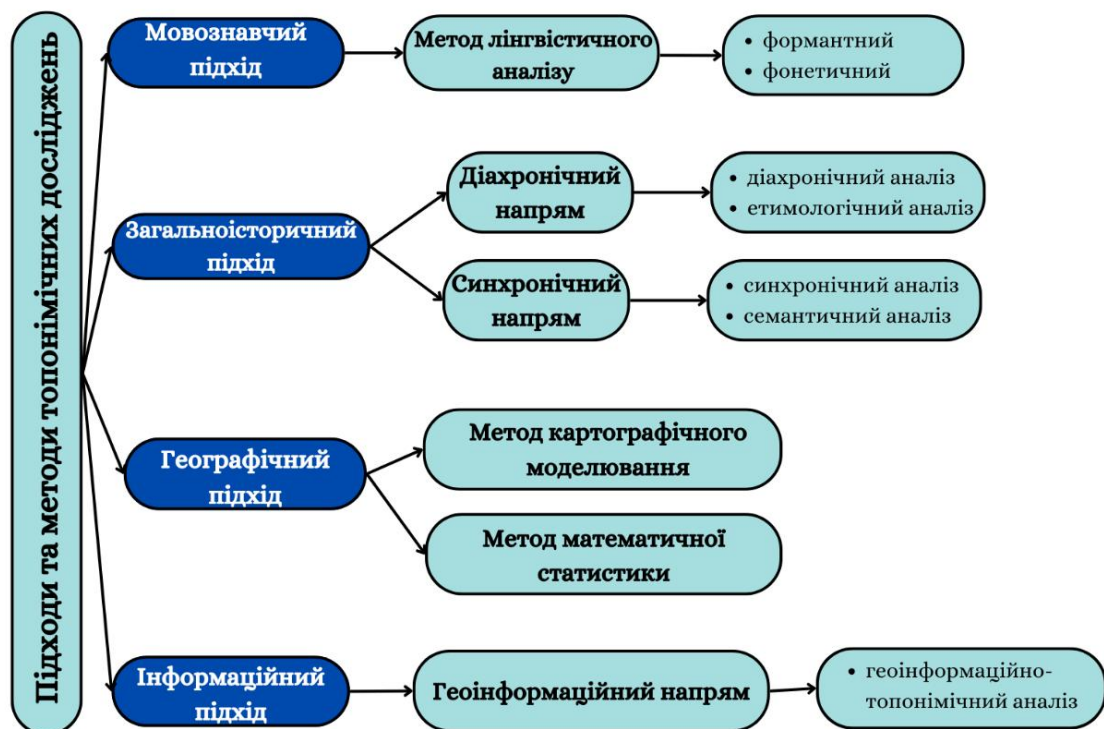 Підходи та методи топонімічних досліджень
Мовознавчий
підхід
Метод лінгвістичного
аналізу
• формантний
• фонетичний
Загальноісторичний
підхід
Діахронічний
напрям
• діахронічний аналіз
• етимологічний аналіз
Синхронічний
напрям
• синхронічний аналіз
• семантичний аналіз
Географічний
підхід
Метод картографічного
моделювання
Метод математичної
статистики
Інформаційний
підхід
Геоінформаційний напрям
• геоінформаційно-
топонімічний аналіз